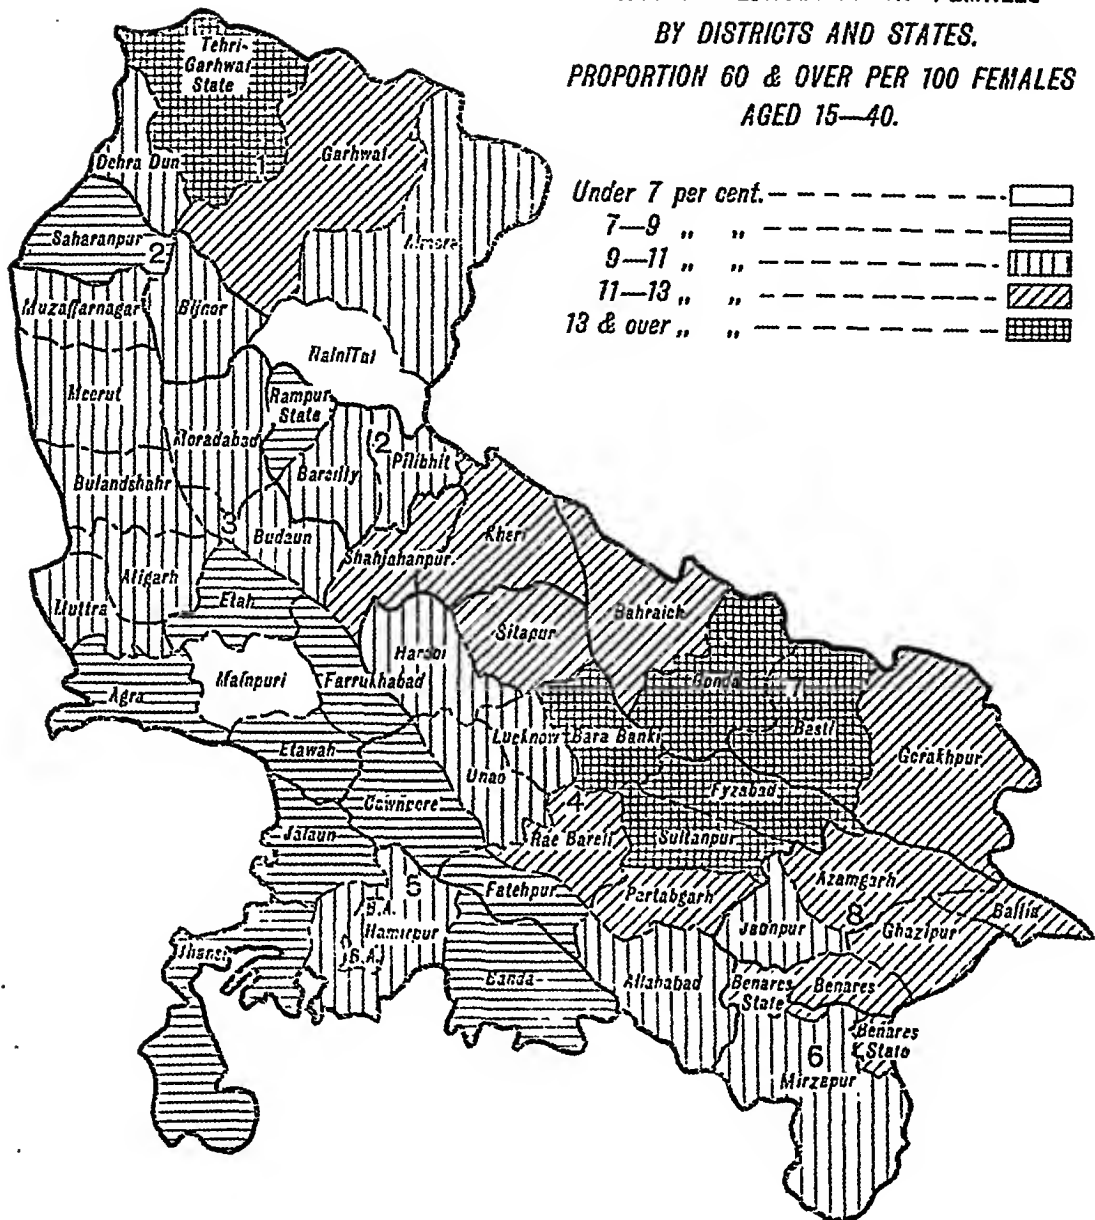 BY DISTRICTS AND STATES.
PROPORTION 60 & OVER PER 100 FEMALES
AGED 15—40.
Under 7 per cent.
7—9 „ „
9—11 „ „
11—13 „ „
13 & over „ „
Tehri-
Garhwal
State
1
Dehra Dun
Garhwal
Almora
Saharanpur
2
Muzaffarnagar
Bijnor
Naini Tal
Meerut
Rampur
State
Moradabad
2
Pilibhit
Bareilly
Bulandshahr
3
Budaun
Shahjahanpur
Kheri
Aligarh
Etah
Muttra
Bahraich
Sitapur
Hardoi
Mainpuri
Farrukhabad
Agra
Gonda
7
Basti
Etawah
Lucknow
Bara Banki
Gorakhpur
Unao
Cawnpore
4
Fyzabad
Jalaun
Rae Bareli
Sultanpur
5
Fatehpur
Partabgarh
Azamgarh
Ballia
B.A.
Hamirpur
8
Jaunpur
Ghazipur
Jhansi
B.A.
Banda
Allahabad
Benares
State
Benares
Benares
State
6
Mirzapur